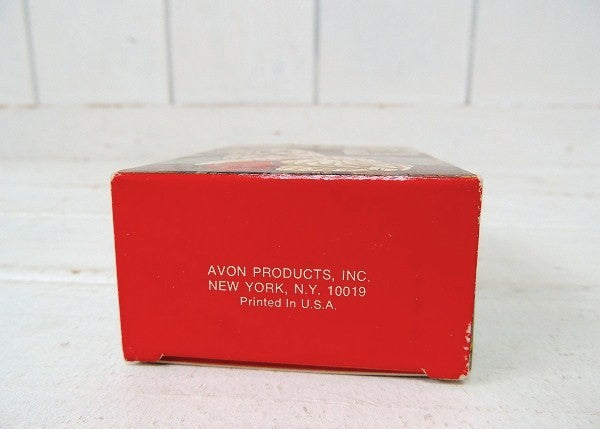 AVON PRODUCTS, INC.
NEW YORK, N.Y. 10019
Printed in U.S.A.